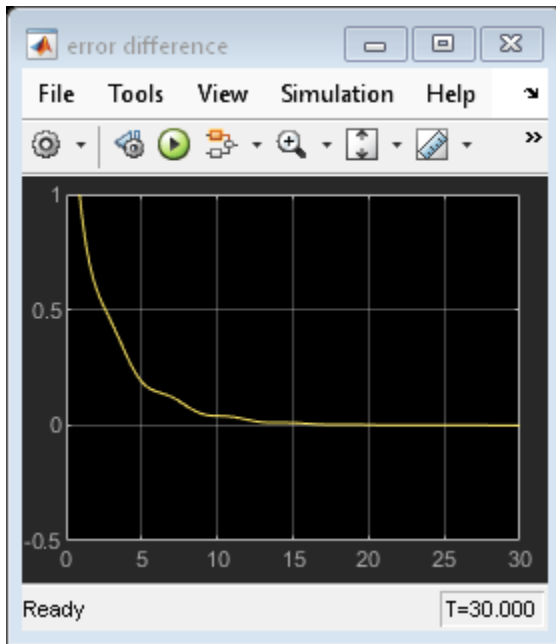 error difference
File Tools View Simulation Help
1
0.5
0
-0.5
0 5 10 15 20 25 30
Ready T=30.000